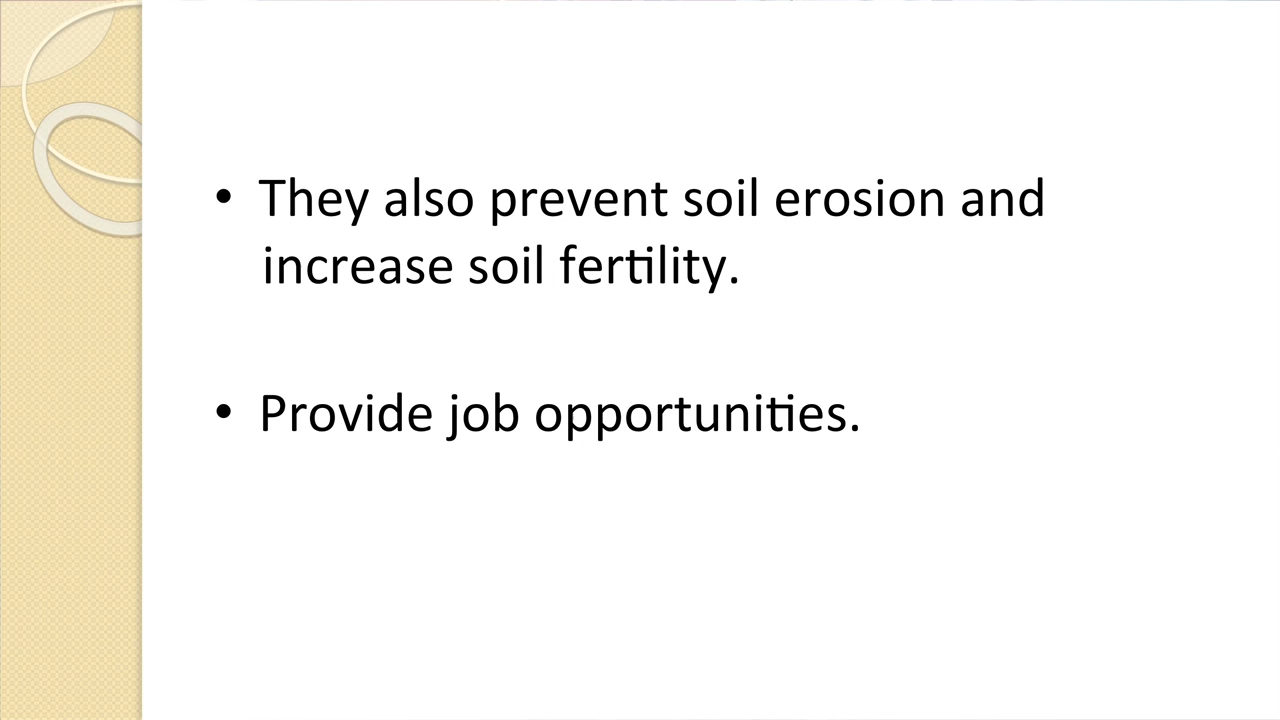 • They also prevent soil erosion and
increase soil fertility.
• Provide job opportunities.